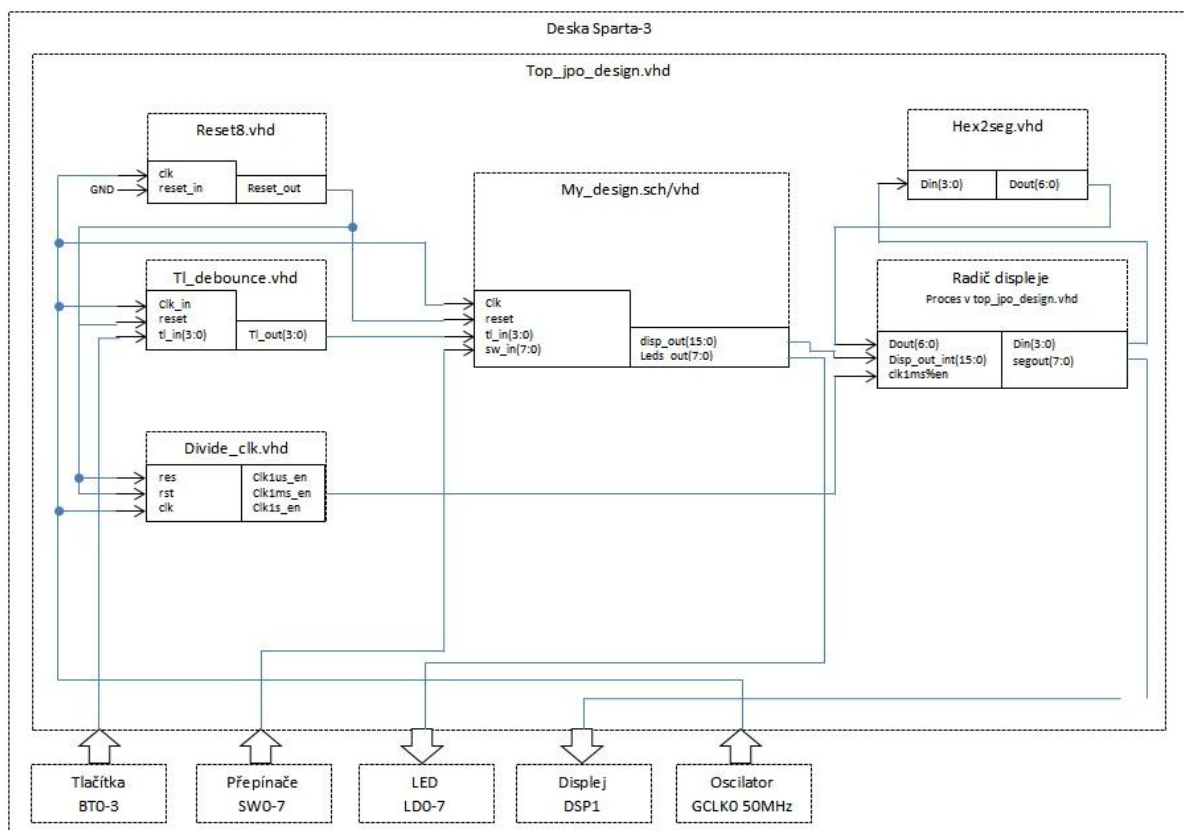 Deska Sparta-3
Top_jpo_design.vhd
Reset8.vhd
clk
reset_in
Reset_out
GND
Hex2seg.vhd
Din(3:0)
Dout(6:0)
My_design.sch/vhd
Clk
reset
tl_in(3:0)
sw_in(7:0)
disp_out(15:0)
Leds_out(7:0)
Tl_debounce.vhd
Clk_in
reset
tl_in(3:0)
Tl_out(3:0)
Radič displeje
Proces v top_jpo_design.vhd
Dout(6:0)
Disp_out_int(15:0)
clk1ms%en
Din(3:0)
segout(7:0)
Divide_clk.vhd
res
rst
clk
Clk1us_en
Clk1ms_en
Clk1s_en
Tlačítka
BT0-3
Přepínače
SW0-7
LED
LD0-7
Displej
DSP1
Oscilator
GCLK0 50MHz